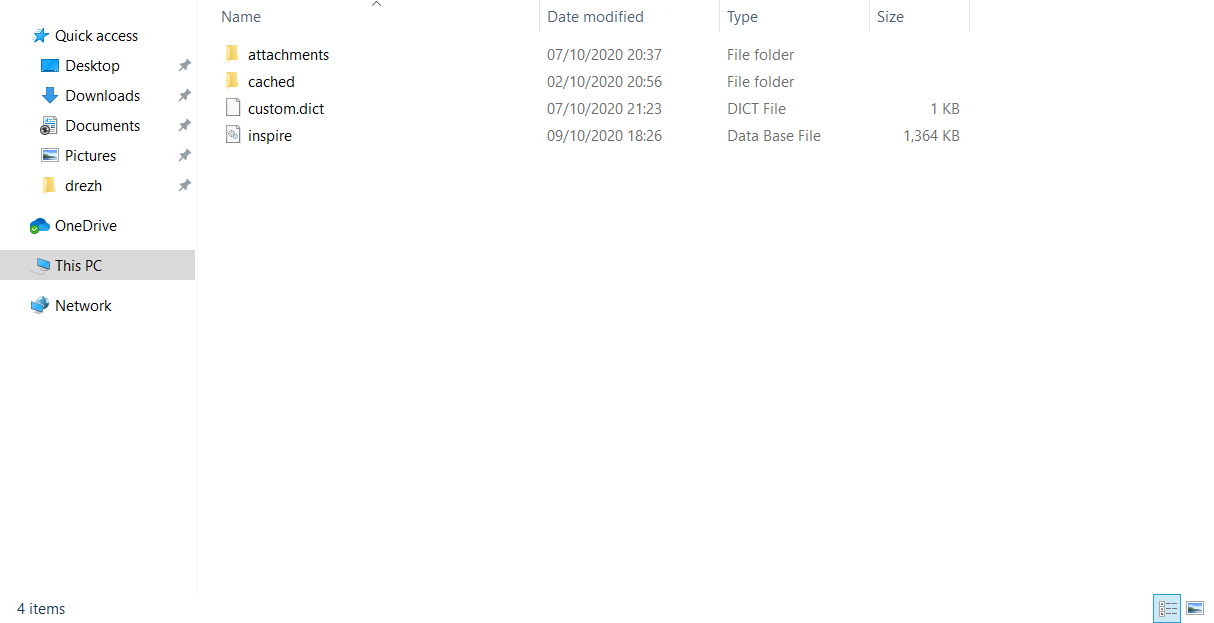 Name Date modified Type Size
Quick access
Desktop
Downloads
Documents
Pictures
drezh
OneDrive
This PC
Network
attachments 07/10/2020 20:37 File folder
cached 02/10/2020 20:56 File folder
custom.dict 07/10/2020 21:23 DICT File 1 KB
inspire 09/10/2020 18:26 Data Base File 1,364 KB
4 items